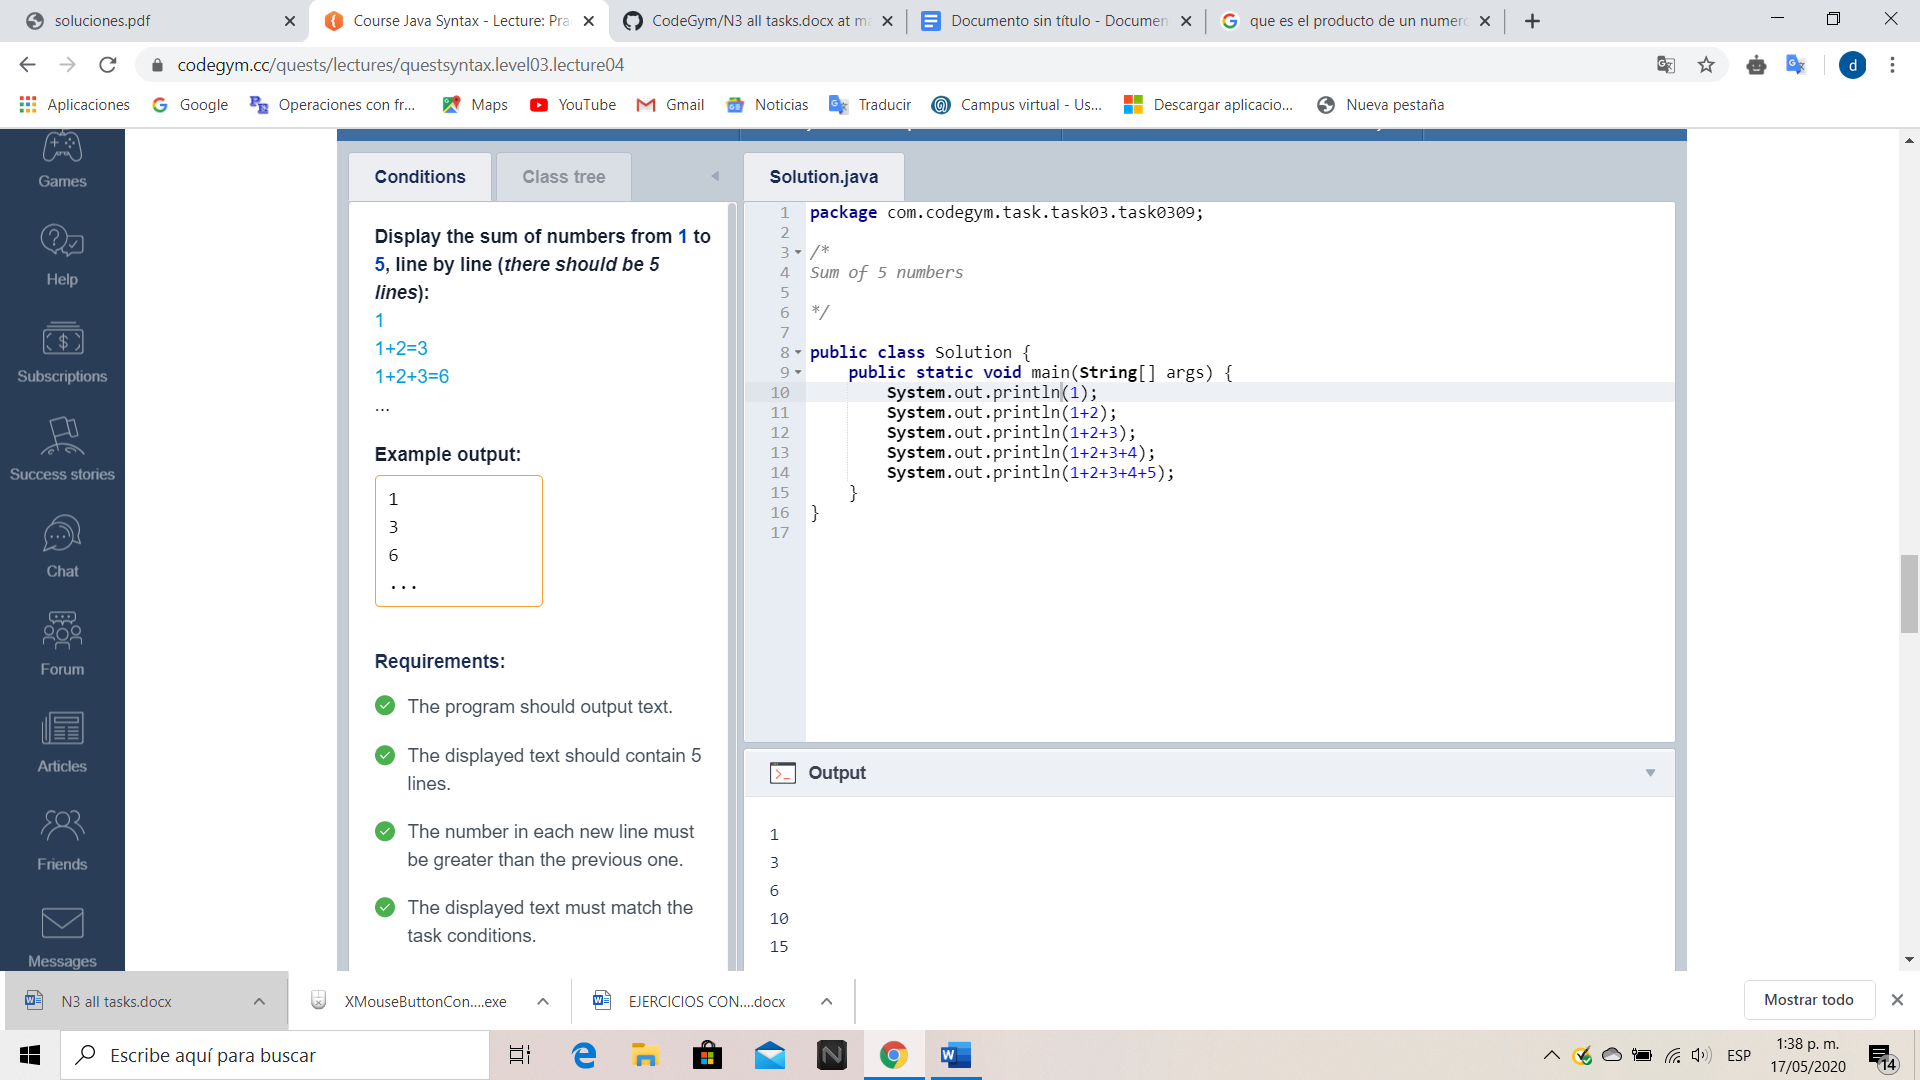 soluciones.pdf
Course Java Syntax - Lecture: Pra
CodeGym/N3 all tasks.docx at ma
Documento sin título - Documen
que es el producto de un numero
codegym.cc/quests/lectures/questsyntax.level03.lecture04
d
Aplicaciones
Google
Operaciones con fr...
Maps
YouTube
Gmail
Noticias
Traducir
Campus virtual - Us...
Descargar aplicacio...
Nueva pestaña
Games
Help
Subscriptions
Success stories
Chat
Forum
Articles
Friends
Messages
Conditions
Class tree
Display the sum of numbers from 1 to
5, line by line (there should be 5
lines):
1
1+2=3
1+2+3=6
...
Example output:
1
3
6
...
Requirements:
The program should output text.
The displayed text should contain 5
lines.
The number in each new line must
be greater than the previous one.
The displayed text must match the
task conditions.
Solution.java
1 package com.codegym.task.task03.task0309;
2
3 /*
4 Sum of 5 numbers
5
6 */
7
8 public class Solution {
9 public static void main(String[] args) {
10 System.out.println(1);
11 System.out.println(1+2);
12 System.out.println(1+2+3);
13 System.out.println(1+2+3+4);
14 System.out.println(1+2+3+4+5);
15 }
16 }
17
Output
1
3
6
10
15
N3 all tasks.docx
XMouseButtonCon....exe
EJERCICIOS CON....docx
Mostrar todo
Escribe aquí para buscar
ESP
1:38 p. m.
17/05/2020
14